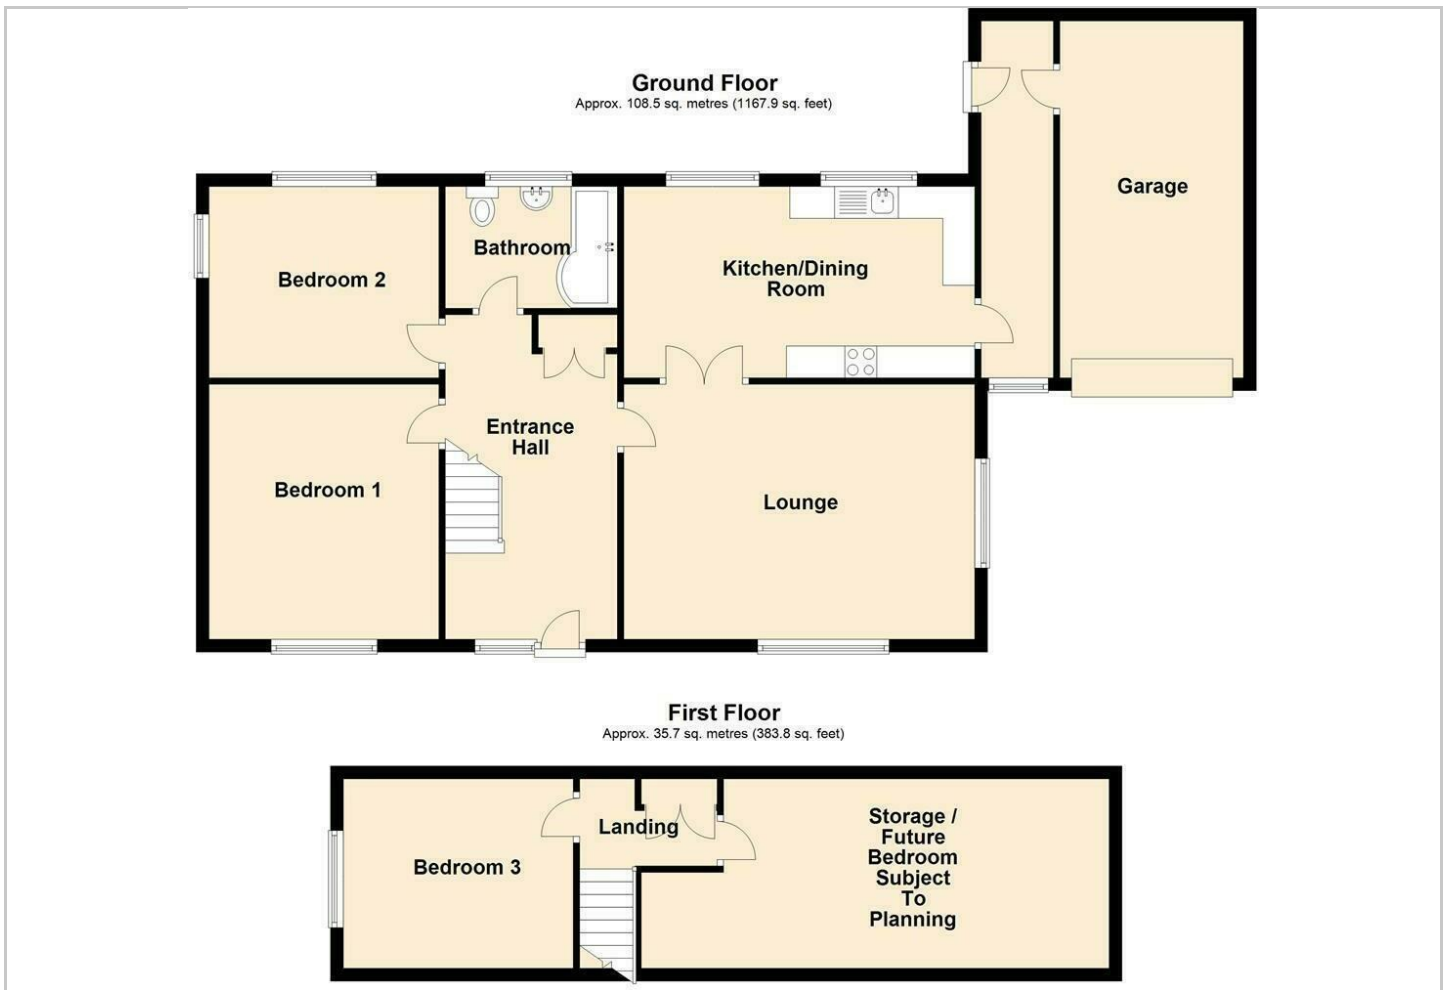 Ground Floor
Approx. 108.5 sq. metres (1167.9 sq. feet)
Garage
Bathroom
Bedroom 2
Kitchen/Dining
Room
Entrance
Hall
Bedroom 1
Lounge
First Floor
Approx. 35.7 sq. metres (383.8 sq. feet)
Bedroom 3
Landing
Storage /
Future
Bedroom
Subject
To
Planning